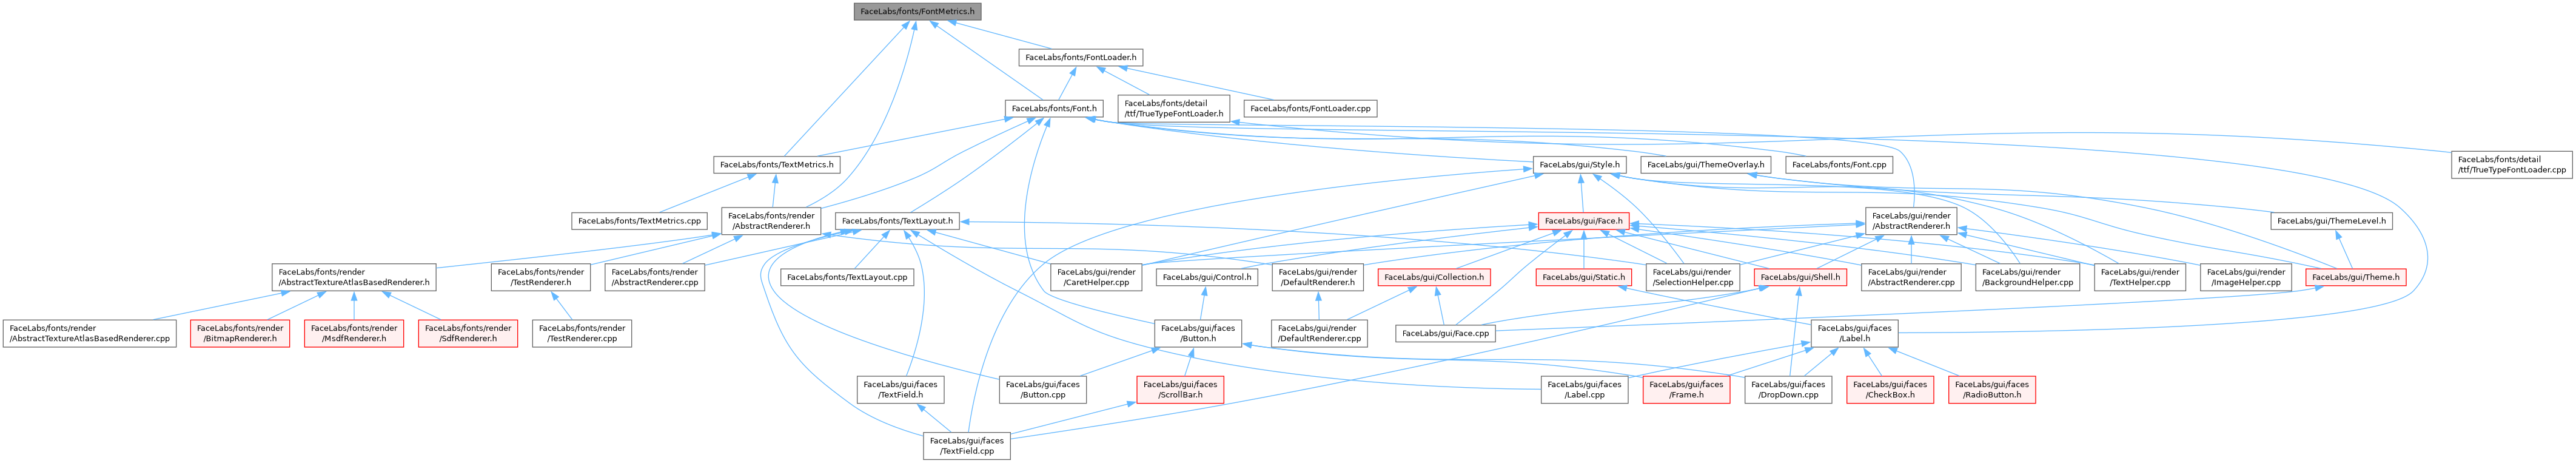 FaceLabs/fonts/FontMetrics.h
FaceLabs/fonts/FontLoader.h
FaceLabs/fonts/Font.h
FaceLabs/fonts/detail
/ttf/TrueTypeFontLoader.h
FaceLabs/fonts/FontLoader.cpp
FaceLabs/fonts/TextMetrics.h
FaceLabs/gui/Style.h
FaceLabs/gui/ThemeOverlay.h
FaceLabs/fonts/Font.cpp
FaceLabs/fonts/detail
/ttf/TrueTypeFontLoader.cpp
FaceLabs/fonts/TextMetrics.cpp
FaceLabs/fonts/render
/AbstractRenderer.h
FaceLabs/fonts/TextLayout.h
FaceLabs/gui/Face.h
FaceLabs/gui/render
/AbstractRenderer.h
FaceLabs/gui/ThemeLevel.h
FaceLabs/fonts/render
/AbstractTextureAtlasBasedRenderer.h
FaceLabs/fonts/render
/TestRenderer.h
FaceLabs/fonts/render
/AbstractRenderer.cpp
FaceLabs/fonts/TextLayout.cpp
FaceLabs/gui/render
/CaretHelper.cpp
FaceLabs/gui/Control.h
FaceLabs/gui/render
/DefaultRenderer.h
FaceLabs/gui/Collection.h
FaceLabs/gui/Static.h
FaceLabs/gui/render
/SelectionHelper.cpp
FaceLabs/gui/Shell.h
FaceLabs/gui/render
/AbstractRenderer.cpp
FaceLabs/gui/render
/BackgroundHelper.cpp
FaceLabs/gui/render
/TextHelper.cpp
FaceLabs/gui/render
/ImageHelper.cpp
FaceLabs/gui/Theme.h
FaceLabs/fonts/render
/AbstractTextureAtlasBasedRenderer.cpp
FaceLabs/fonts/render
/BitmapRenderer.h
FaceLabs/fonts/render
/MsdfRenderer.h
FaceLabs/fonts/render
/SdfRenderer.h
FaceLabs/fonts/render
/TestRenderer.cpp
FaceLabs/gui/faces
/Button.h
FaceLabs/gui/render
/DefaultRenderer.cpp
FaceLabs/gui/Face.cpp
FaceLabs/gui/faces
/Label.h
FaceLabs/gui/faces
/TextField.h
FaceLabs/gui/faces
/Button.cpp
FaceLabs/gui/faces
/ScrollBar.h
FaceLabs/gui/faces
/Label.cpp
FaceLabs/gui/faces
/Frame.h
FaceLabs/gui/faces
/DropDown.cpp
FaceLabs/gui/faces
/CheckBox.h
FaceLabs/gui/faces
/RadioButton.h
FaceLabs/gui/faces
/TextField.cpp